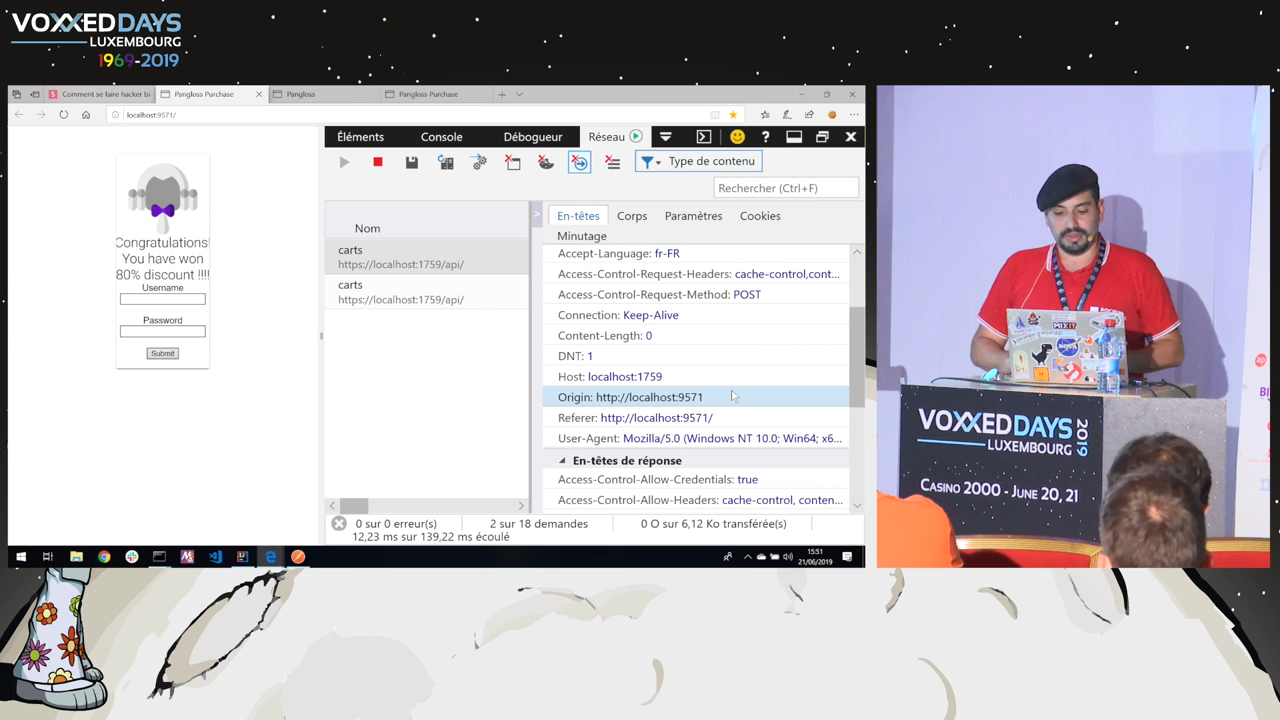 VOXXED DAYS
LUXEMBOURG
1969-2019
Comment se faire hacker bi
Pangloss Purchase
Pangloss
Pangloss Purchase
localhost:9571/
Éléments
Console
Débogueur
Réseau
Type de contenu
Rechercher (Ctrl+F)
Nom
carts
https://localhost:1759/api/
carts
https://localhost:1759/api/
En-têtes
Corps
Paramètres
Cookies
Minutage
Accept-Language: fr-FR
Access-Control-Request-Headers: cache-control,cont...
Access-Control-Request-Method: POST
Connection: Keep-Alive
Content-Length: 0
DNT: 1
Host: localhost:1759
Origin: http://localhost:9571
Referer: http://localhost:9571/
User-Agent: Mozilla/5.0 (Windows NT 10.0; Win64; x6...
En-têtes de réponse
Access-Control-Allow-Credentials: true
Access-Control-Allow-Headers: cache-control, conten...
0 sur 0 erreur(s)
2 sur 18 demandes
0 O sur 6,12 Ko transférée(s)
12,23 ms sur 139,22 ms écoulé
Congratulations!
You have won
80% discount !!!!
Username
Password
Submit
15:51
21/06/2019
MIX IT
NASA
VOXXED DAYS
2019
LUXEMBOURG
CASINO 2000 - JUNE 20, 21